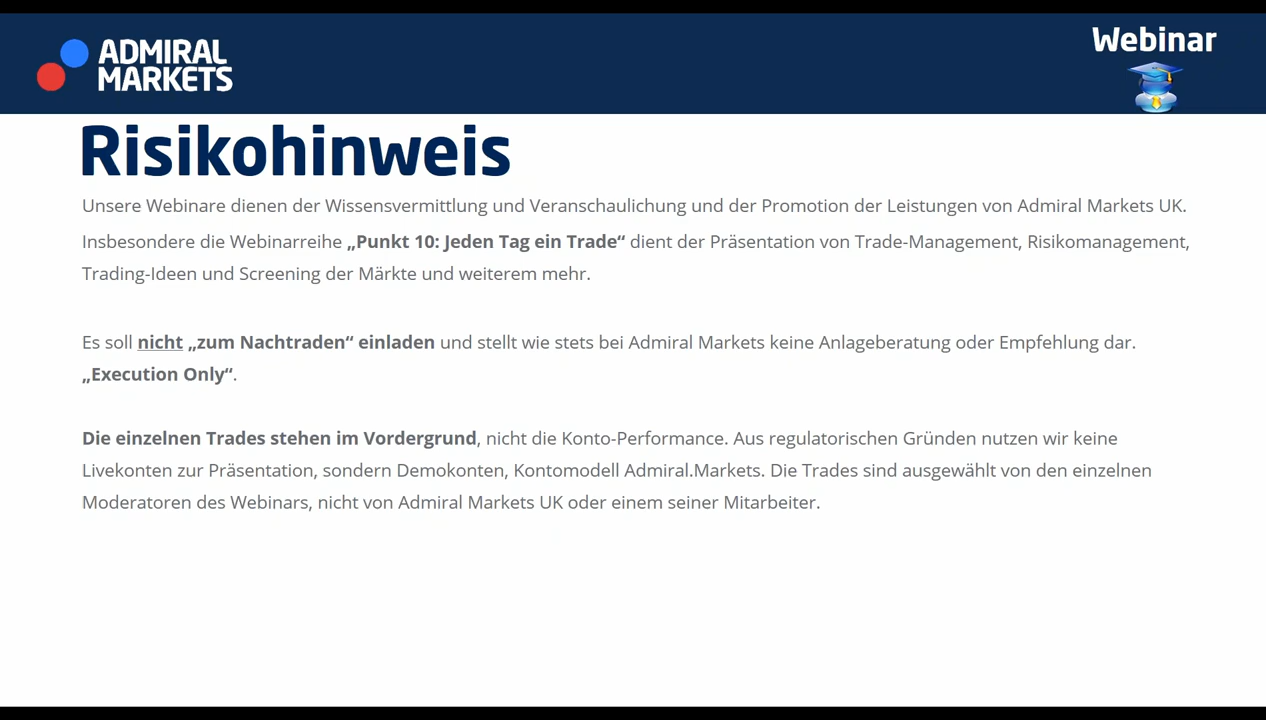 ADMIRAL
MARKETS
Webinar
Risikohinweis
Unsere Webinare dienen der Wissensvermittlung und Veranschaulichung und der Promotion der Leistungen von Admiral Markets UK.
Insbesondere die Webinarreihe „Punkt 10: Jeden Tag ein Trade“ dient der Präsentation von Trade-Management, Risikomanagement,
Trading-Ideen und Screening der Märkte und weiterem mehr.
Es soll nicht „zum Nachtraden“ einladen und stellt wie stets bei Admiral Markets keine Anlageberatung oder Empfehlung dar.
„Execution Only“.
Die einzelnen Trades stehen im Vordergrund, nicht die Konto-Performance. Aus regulatorischen Gründen nutzen wir keine
Livekonten zur Präsentation, sondern Demokonten, Kontomodell Admiral.Markets. Die Trades sind ausgewählt von den einzelnen
Moderatoren des Webinars, nicht von Admiral Markets UK oder einem seiner Mitarbeiter.